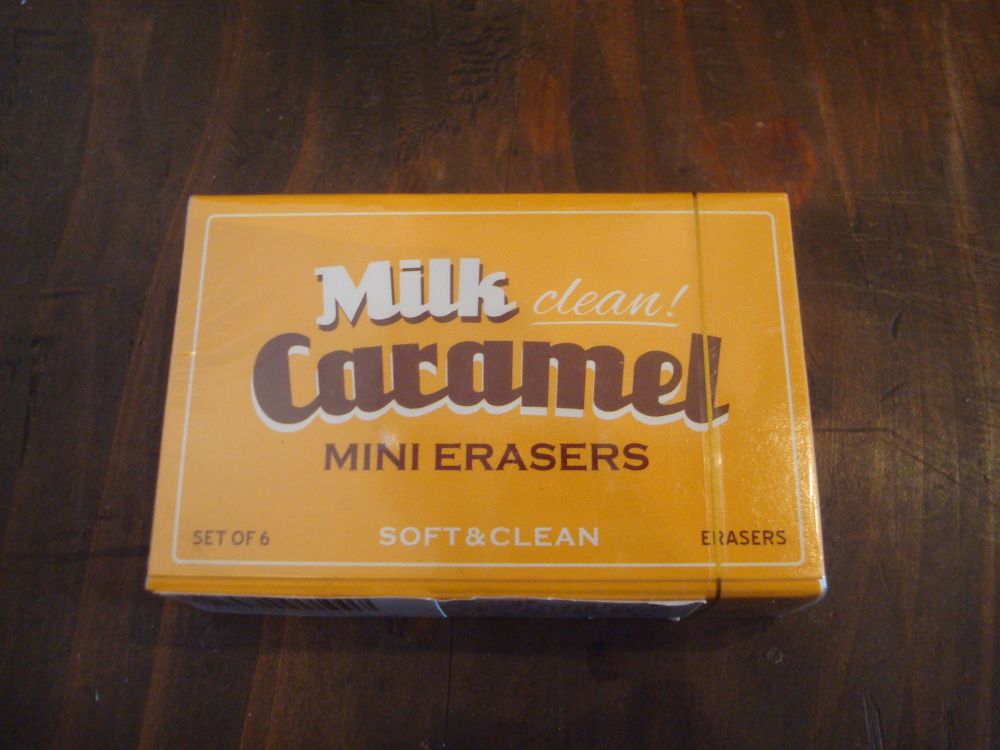 Milk clean!
Caramel
MINI ERASERS
SET OF 6 SOFT & CLEAN ERASERS